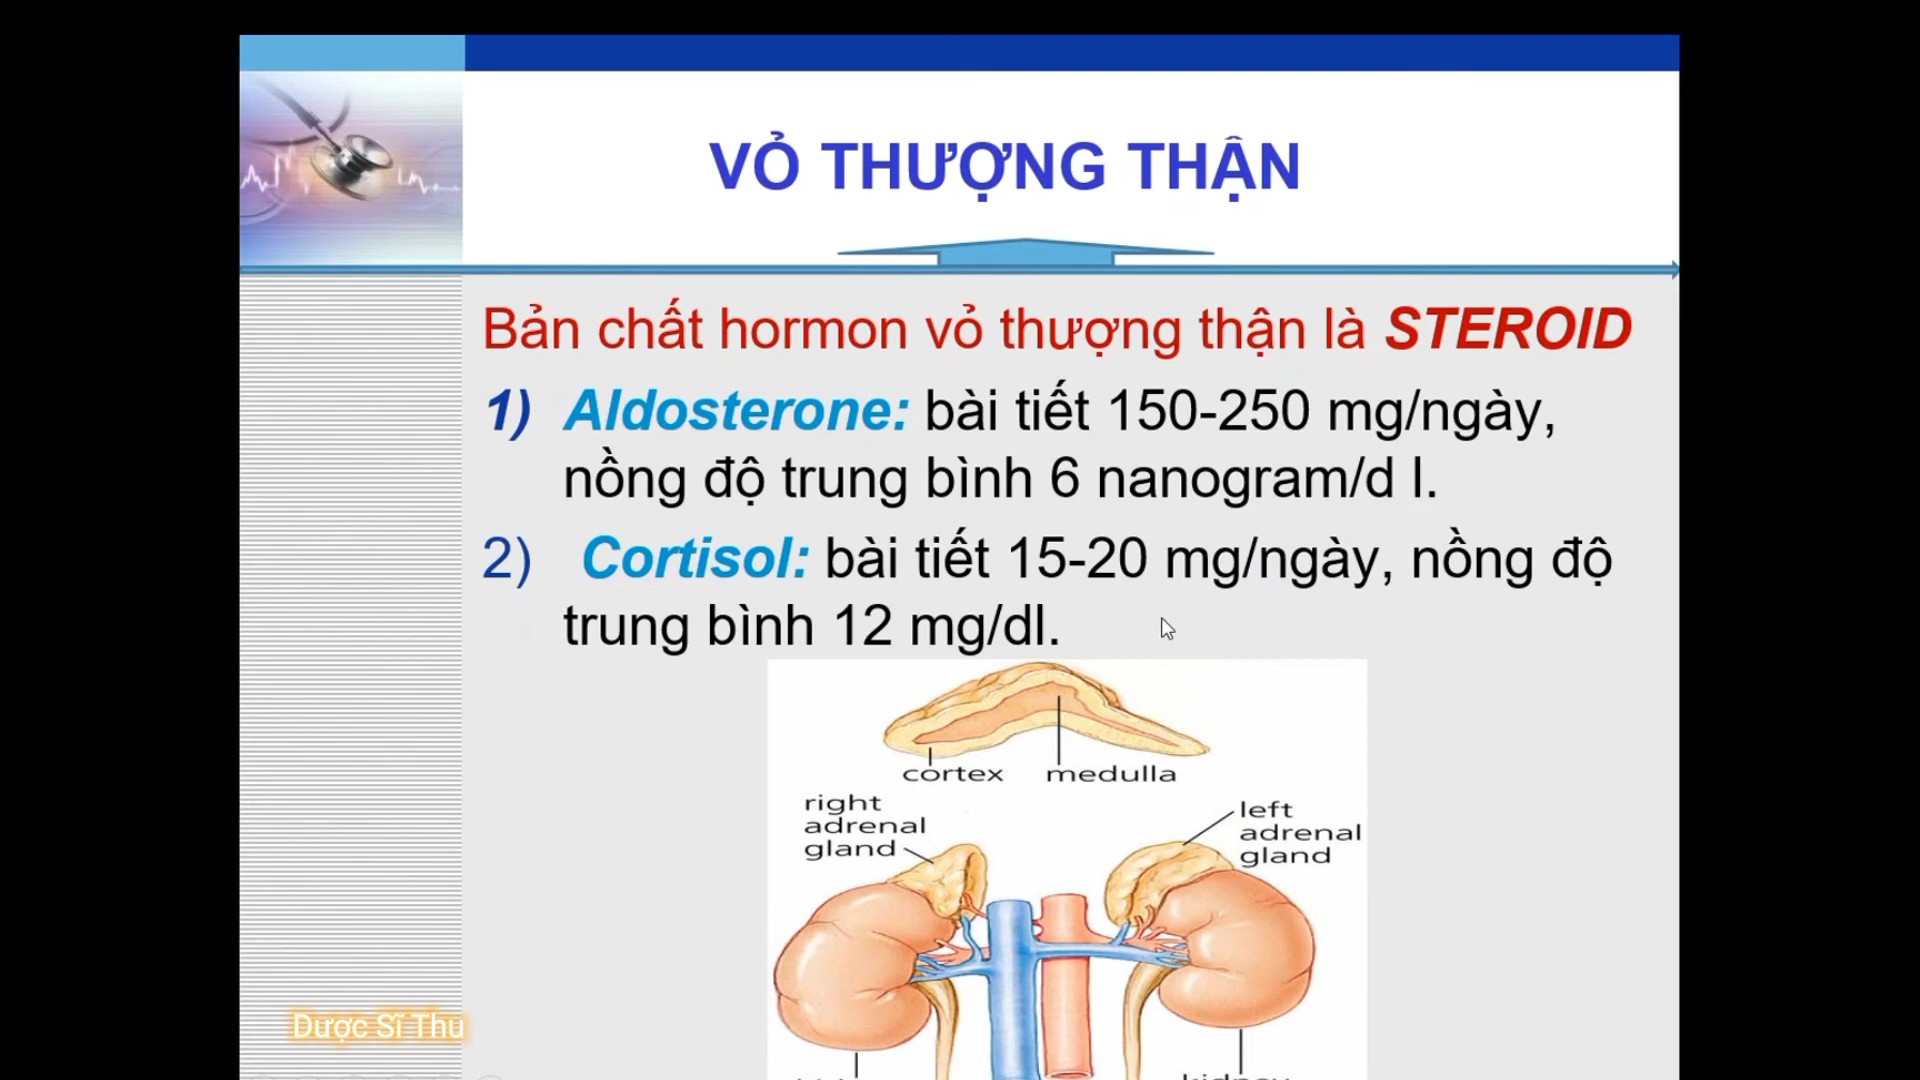 VỎ THƯỢNG THẬN
Bản chất hormon vỏ thượng thận là STEROID
1) Aldosterone: bài tiết 150-250 mg/ngày,
nồng độ trung bình 6 nanogram/d l.
2) Cortisol: bài tiết 15-20 mg/ngày, nồng độ
trung bình 12 mg/dl.
cortex medulla
right
adrenal
gland
left
adrenal
gland
Dược Sĩ Thu